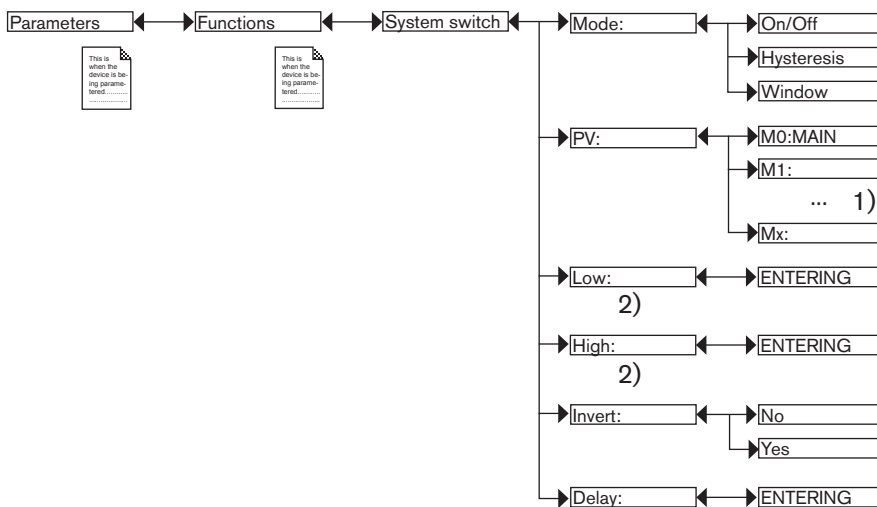 Parameters
Functions
System switch
Mode:
On/Off
Hysteresis
Window
This is
when the
device is be-
ing parame-
tered............
....................
This is
when the
device is be-
ing parame-
tered............
....................
PV:
M0:MAIN
M1:
... 1)
Mx:
Low:
ENTERING
2)
High:
ENTERING
2)
Invert:
No
Yes
Delay:
ENTERING